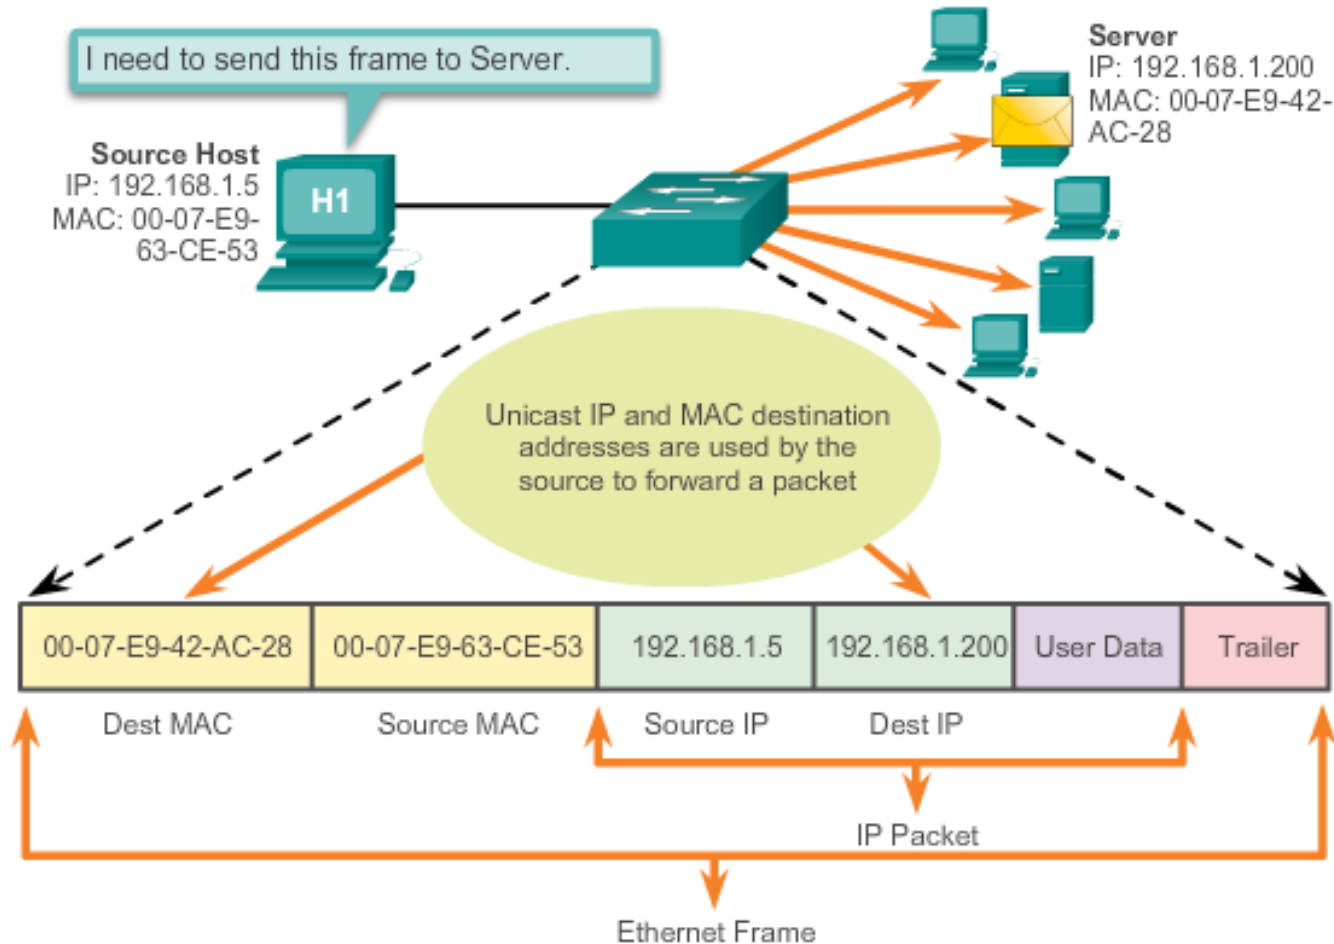 I need to send this frame to Server.
Server
IP: 192.168.1.200
MAC: 00-07-E9-42-
AC-28
Source Host
IP: 192.168.1.5
MAC: 00-07-E9-
63-CE-53
H1
Unicast IP and MAC destination
addresses are used by the
source to forward a packet
00-07-E9-42-AC-28
00-07-E9-63-CE-53
192.168.1.5
192.168.1.200
User Data
Trailer
Dest MAC
Source MAC
Source IP
Dest IP
IP Packet
Ethernet Frame